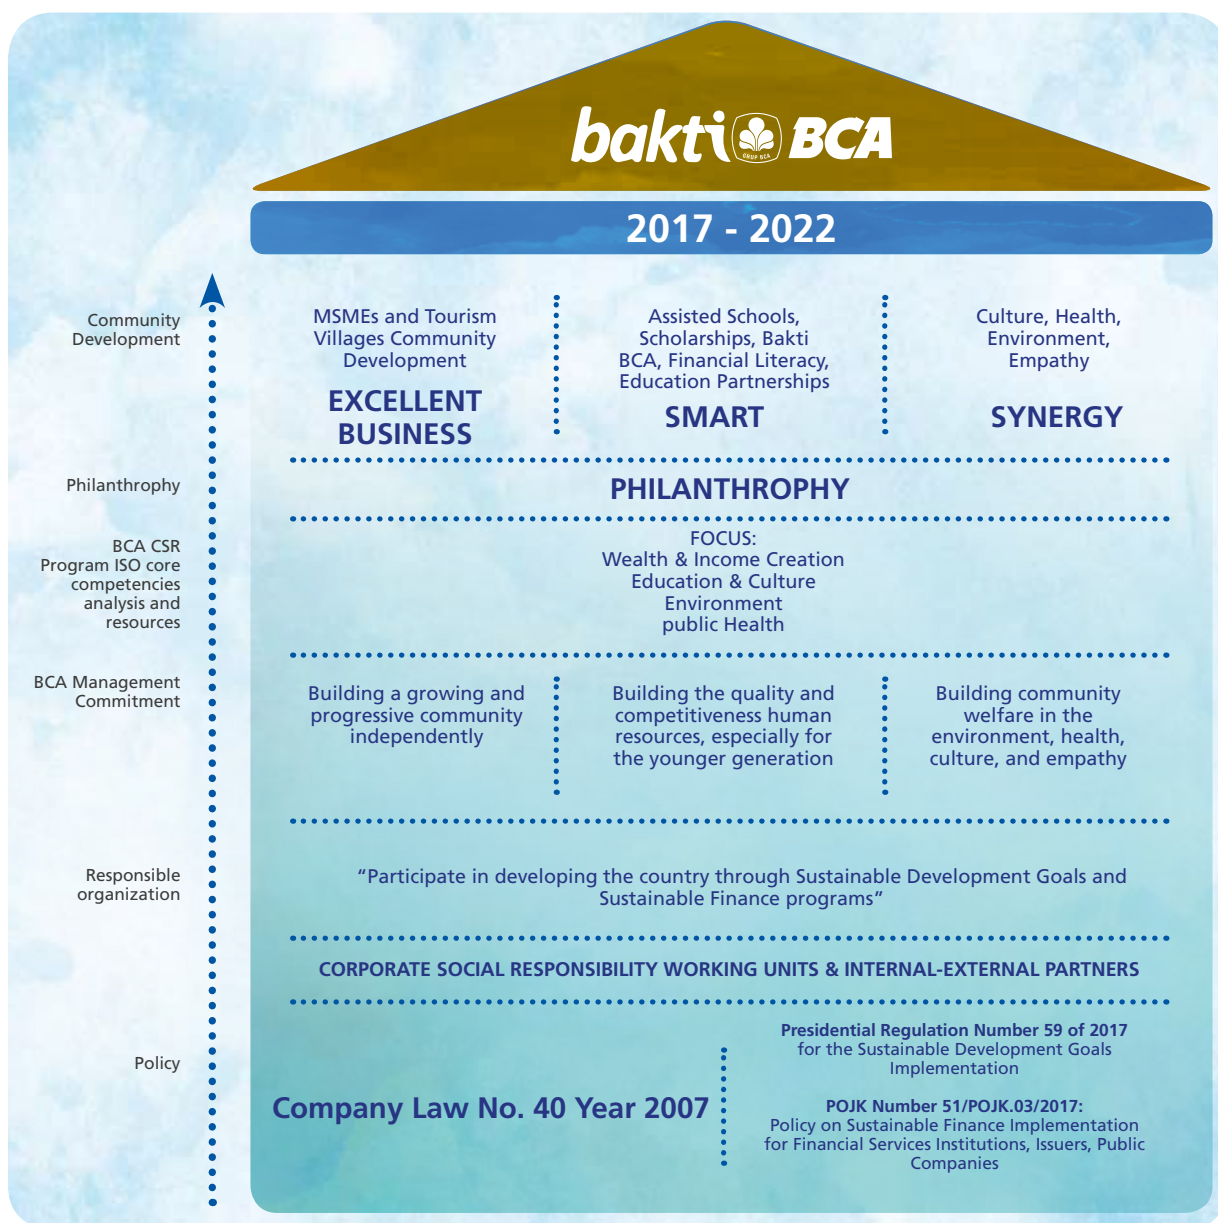 bakti BCA
GRUP BCA
2017 - 2022
Community
Development
MSMEs and Tourism
Villages Community
Development
EXCELLENT
BUSINESS
Assisted Schools,
Scholarships, Bakti
BCA, Financial Literacy,
Education Partnerships
SMART
Culture, Health,
Environment,
Empathy
SYNERGY
Philanthrophy
PHILANTHROPHY
BCA CSR
Program ISO core
competencies
analysis and
resources
FOCUS:
Wealth & Income Creation
Education & Culture
Environment
public Health
BCA Management
Commitment
Building a growing and
progressive community
independently
Building the quality and
competitiveness human
resources, especially for
the younger generation
Building community
welfare in the
environment, health,
culture, and empathy
Responsible
organization
“Participate in developing the country through Sustainable Development Goals and
Sustainable Finance programs”
CORPORATE SOCIAL RESPONSIBILITY WORKING UNITS & INTERNAL-EXTERNAL PARTNERS
Policy
Company Law No. 40 Year 2007
Presidential Regulation Number 59 of 2017
for the Sustainable Development Goals
Implementation
POJK Number 51/POJK.03/2017:
Policy on Sustainable Finance Implementation
for Financial Services Institutions, Issuers, Public
Companies